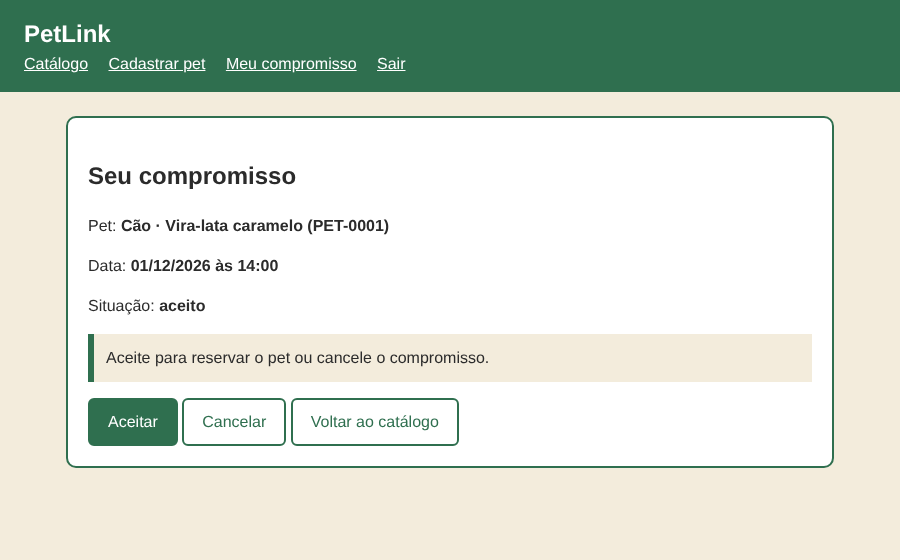 PetLink
Catálogo Cadastrar pet Meu compromisso Sair
Seu compromisso
Pet: Cão · Vira-lata caramelo (PET-0001)
Data: 01/12/2026 às 14:00
Situação: aceito
Aceite para reservar o pet ou cancele o compromisso.
Aceitar Cancelar Voltar ao catálogo